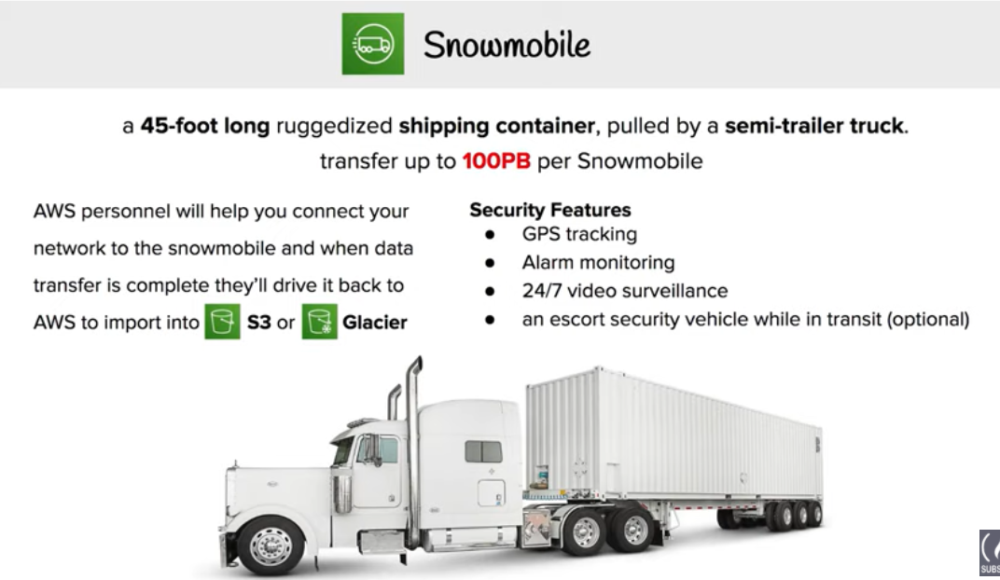 Snowmobile
a 45-foot long ruggedized shipping container, pulled by a semi-trailer truck.
transfer up to 100PB per Snowmobile
AWS personnel will help you connect your
network to the snowmobile and when data
transfer is complete they'll drive it back to
AWS to import into S3 or Glacier
Security Features
● GPS tracking
● Alarm monitoring
● 24/7 video surveillance
● an escort security vehicle while in transit (optional)